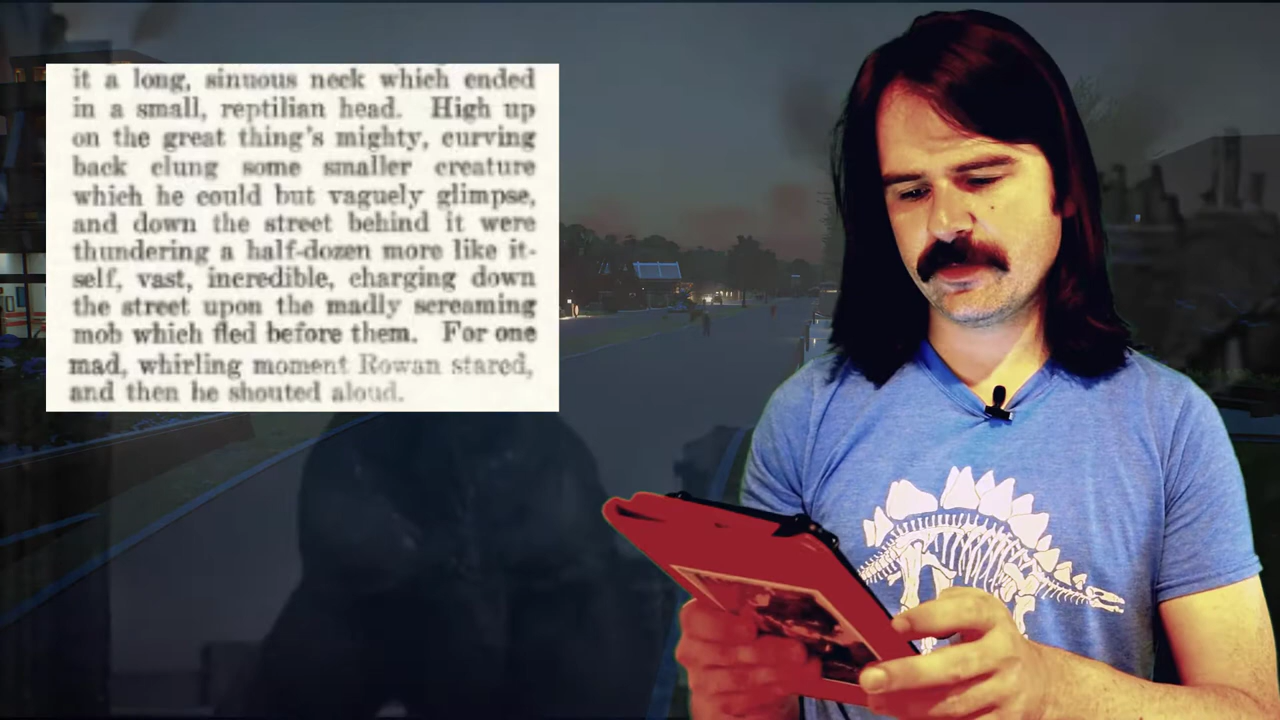 it a long, sinuous neck which ended
in a small, reptilian head. High up
on the great thing's mighty, curving
back clung some smaller creature
which he could but vaguely glimpse,
and down the street behind it were
thundering a half-dozen more like it-
self, vast, incredible, charging down
the street upon the madly screaming
mob which fled before them. For one
mad, whirling moment Rowan stared,
and then he shouted aloud.